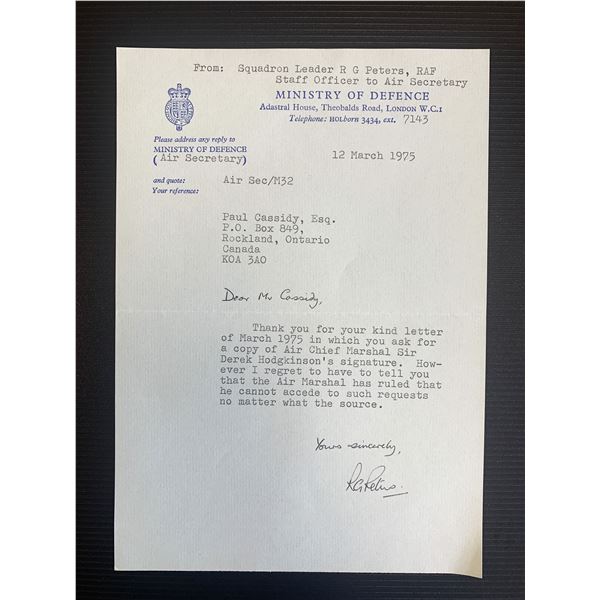 From: Squadron Leader R G Peters, RAF
Staff Officer to Air Secretary
MINISTRY OF DEFENCE
Adastral House, Theobalds Road, LONDON W.C.1
Telephone: HOLborn 3434, ext. 7143
Please address any reply to
MINISTRY OF DEFENCE
(Air Secretary)
12 March 1975
and quote: Air Sec/M32
Your reference:
Paul Cassidy, Esq.
P.O. Box 849,
Rockland, Ontario
Canada
KOA 3AO
Dear Mr Cassidy,
Thank you for your kind letter
of March 1975 in which you ask for
a copy of Air Chief Marshal Sir
Derek Hodgkinson's signature. How-
ever I regret to have to tell you
that the Air Marshal has ruled that
he cannot accede to such requests
no matter what the source.
Yours sincerely,
RGPeters.